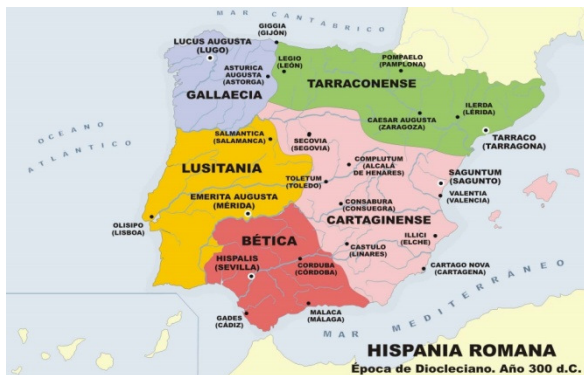 MAR CANTÁBRICO
GIGGIA
(GIJÓN)
LUCUS AUGUSTA
(LUGO)
LEGIO
(LEÓN)
POMPAELO
(PAMPLONA)
ASTURICA
AUGUSTA
(ASTORGA)
TARRACONENSE
GALLAECIA
ILERDA
(LÉRIDA)
CAESAR AUGUSTA
(ZARAGOZA)
OCEANO
ATLÁNTICO
TARRACO
(TARRAGONA)
SALMANTICA
(SALAMANCA)
SECOVIA
(SEGOVIA)
LUSITANIA
COMPLUTUM
(ALCALÁ
DE HENARES)
SAGUNTUM
(SAGUNTO)
TOLETUM
(TOLEDO)
VALENTIA
(VALENCIA)
EMERITA AUGUSTA
(MÉRIDA)
CONSABURA
(CONSUEGRA)
CARTAGINENSE
OLISIPO
(LISBOA)
BÉTICA
ILLICI
(ELCHE)
CASTULO
(LINARES)
HISPALIS
(SEVILLA)
CORDUBA
(CÓRDOBA)
CARTAGO NOVA
(CARTAGENA)
GADES
(CÁDIZ)
MALACA
(MÁLAGA)
MAR MEDITERRÁNEO
HISPANIA ROMANA
Época de Diocleciano. Año 300 d.C.